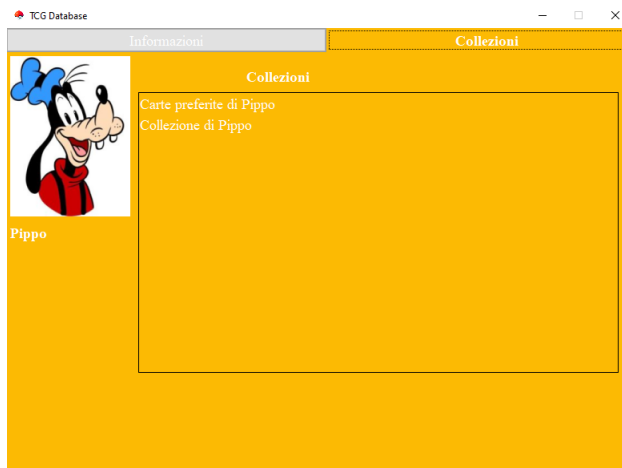 TCG Database
Informazioni
Collezioni
Collezioni
Carte preferite di Pippo
Collezione di Pippo
Pippo